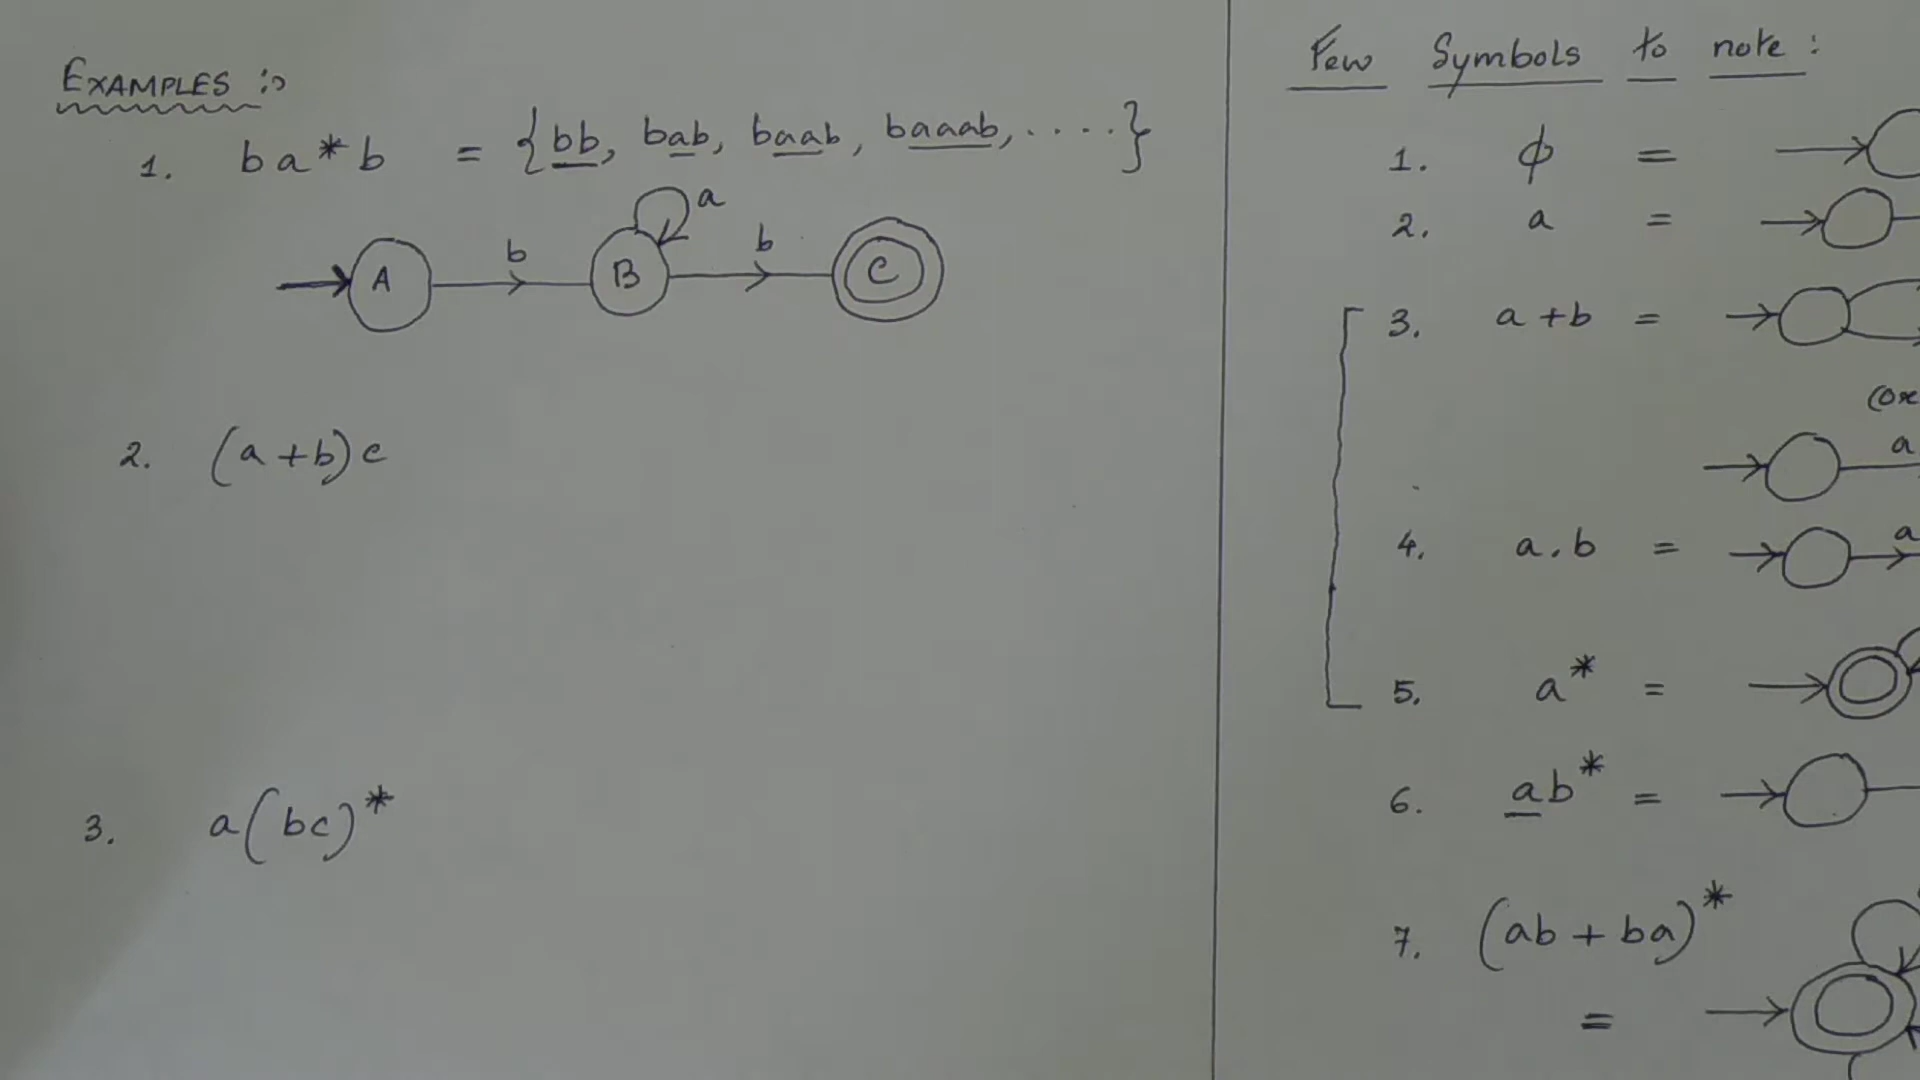 EXAMPLES :-
1. ba*b = {bb, bab, baab, baaab, .....}
a
b
b
A
B
C
2. (a+b)c
3. a(bc)*
Few Symbols to note :
1. ϕ =
2. a =
3. a+b =
(or
a
4. a.b =
a
5. a* =
6. ab* =
7. (ab + ba)*
=